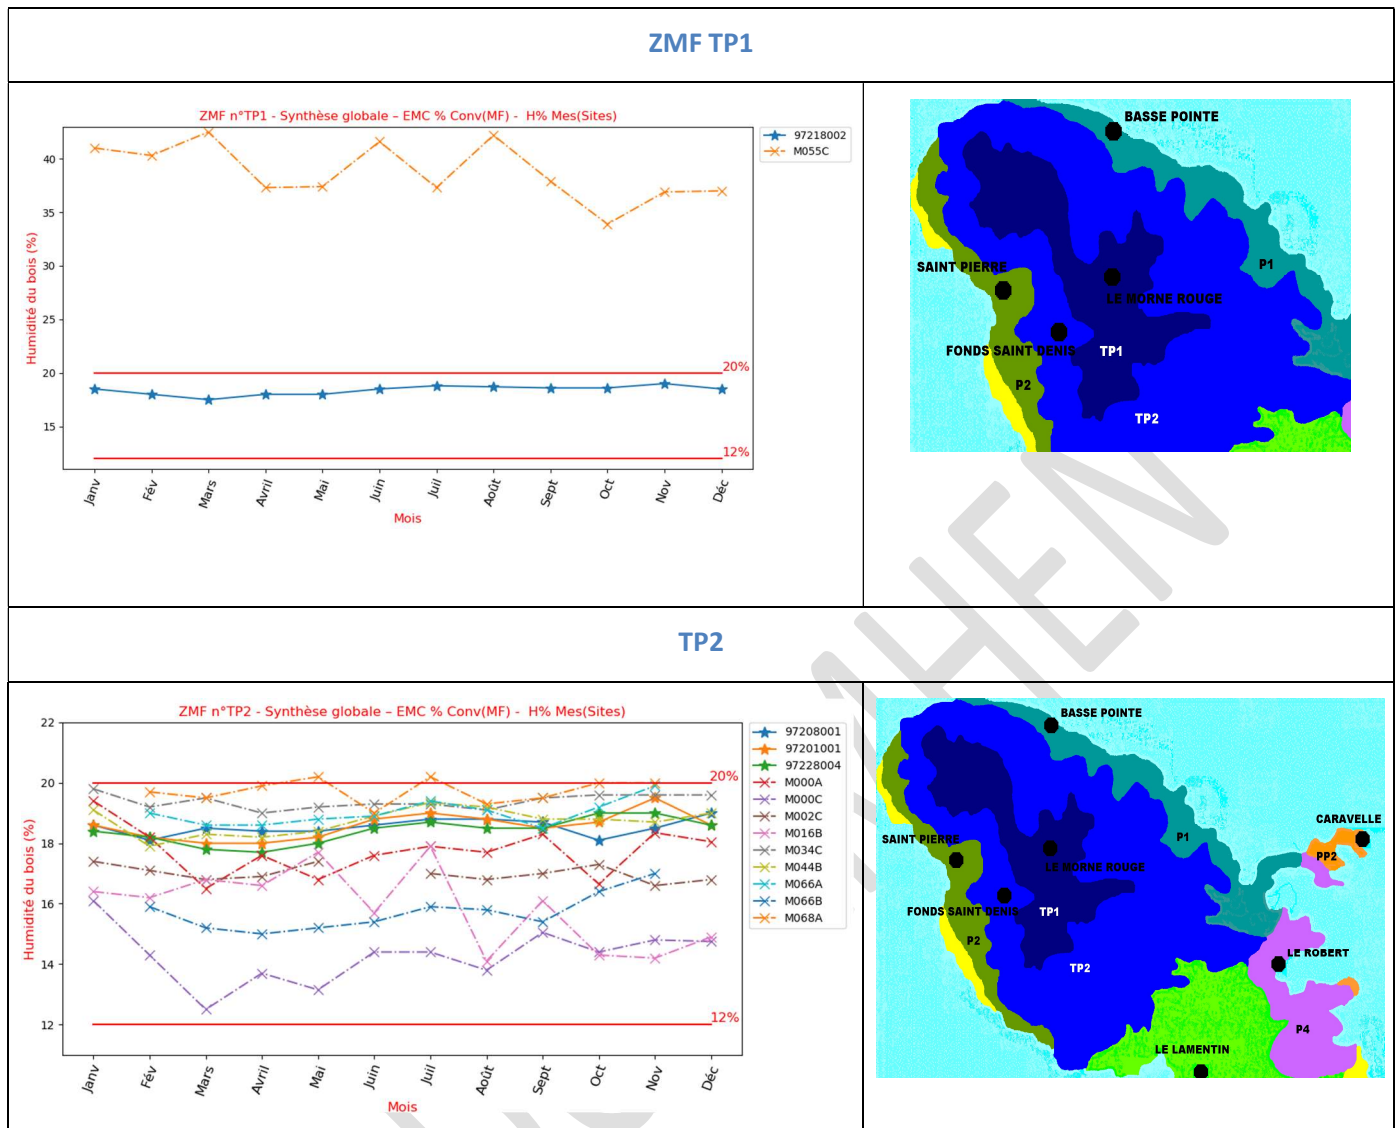 ZMF TP1
ZMF n°TP1 - Synthèse globale – EMC % Conv(MF) - H% Mes(Sites)
97218002
M055C
Humidité du bois (%)
40
35
30
25
20
15
20%
12%
Janv Fév Mars Avril Mai Juin Juil Août Sept Oct Nov Déc
Mois
BASSE POINTE
P1
SAINT PIERRE
LE MORNE ROUGE
FONDS SAINT DENIS
TP1
P2
TP2
TP2
ZMF n°TP2 - Synthèse globale – EMC % Conv(MF) - H% Mes(Sites)
97208001
97201001
97228004
M000A
M000C
M002C
M016B
M034C
M044B
M066A
M066B
M068A
Humidité du bois (%)
22
20
18
16
14
12
20%
12%
Janv Fév Mars Avril Mai Juin Juil Août Sept Oct Nov Déc
Mois
BASSE POINTE
CARAVELLE
P1
SAINT PIERRE
PP2
LE MORNE ROUGE
FONDS SAINT DENIS
TP1
P2
LE ROBERT
TP2
P4
LE LAMENTIN